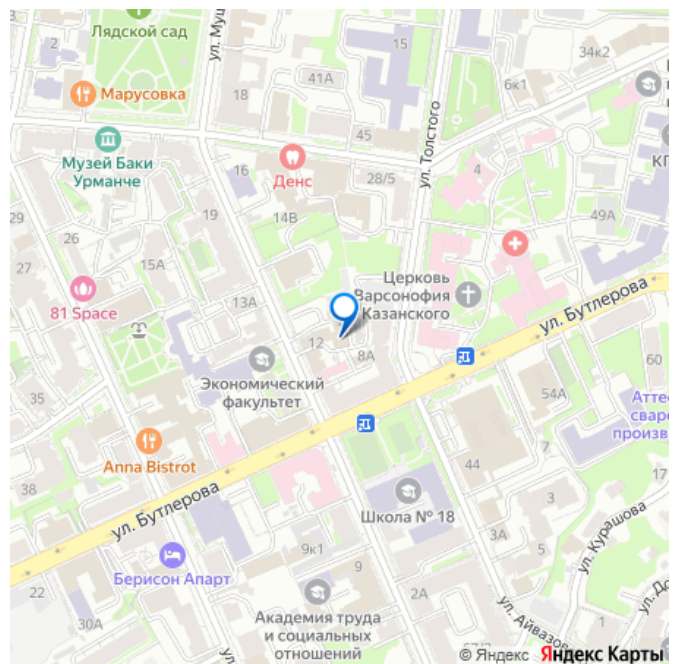 Лядской сад
ул. Муш
15
34к2
2
41А
6к1
Марусовка
18
ул. Толстого
45
Музей Баки
Урманче
Денс
28/5
4
КГ
16
29
19
14В
49А
26
27
15А
Церковь
Варсонофия
Казанского
81 Space
13А
ул. Бутлерова
12
8А
60
Экономический
факультет
35
54А
Атте
сваро
произв
Anna Bistrot
7
44
38
17
3
ул. Бутлерова
Школа № 18
3А
5
ул. Курашова
9к1
Берисон Апарт
9
22
2А
30А
Академия труда
и социальных
отношений
ул. Айвазо
ул. До
© Яндекс Яндекс Карты